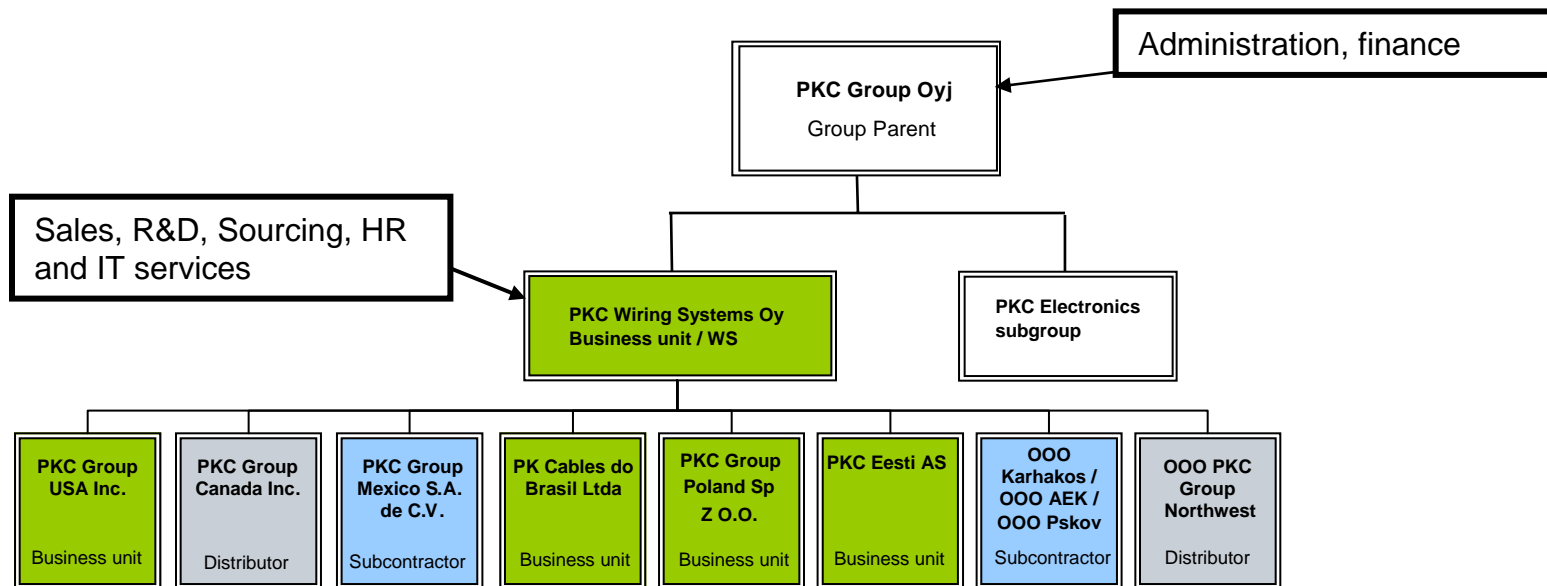 Administration, finance
PKC Group Oyj
Group Parent
Sales, R&D, Sourcing, HR
and IT services
PKC Wiring Systems Oy
Business unit / WS
PKC Electronics
subgroup
PKC Group
USA Inc.
Business unit
PKC Group
Canada Inc.
Distributor
PKC Group
Mexico S.A.
de C.V.
Subcontractor
PK Cables do
Brasil Ltda
Business unit
PKC Group
Poland Sp
Z O.O.
Business unit
PKC Eesti AS
Business unit
OOO
Karhakos /
OOO AEK /
OOO Pskov
Subcontractor
OOO PKC
Group
Northwest
Distributor